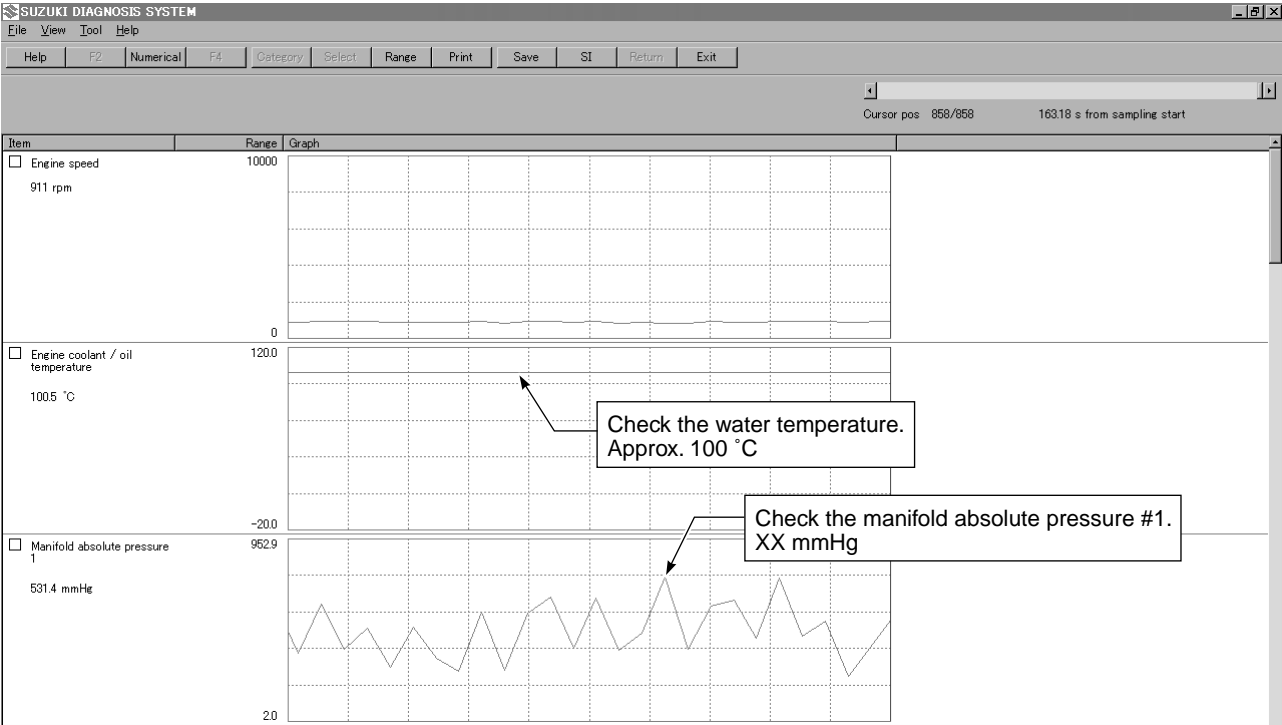 SUZUKI DIAGNOSIS SYSTEM
File View Tool Help
Help F2 Numerical F4 Category Select Range Print Save SI Return Exit
Cursor pos 858/858 163.18 s from sampling start
Item Range Graph
Engine speed 10000
911 rpm
0
Engine coolant / oil 120.0
temperature
100.5 ˚C
Check the water temperature.
Approx. 100 ˚C
-20.0
Check the manifold absolute pressure #1.
XX mmHg
Manifold absolute pressure 952.9
1
531.4 mmHg
2.0